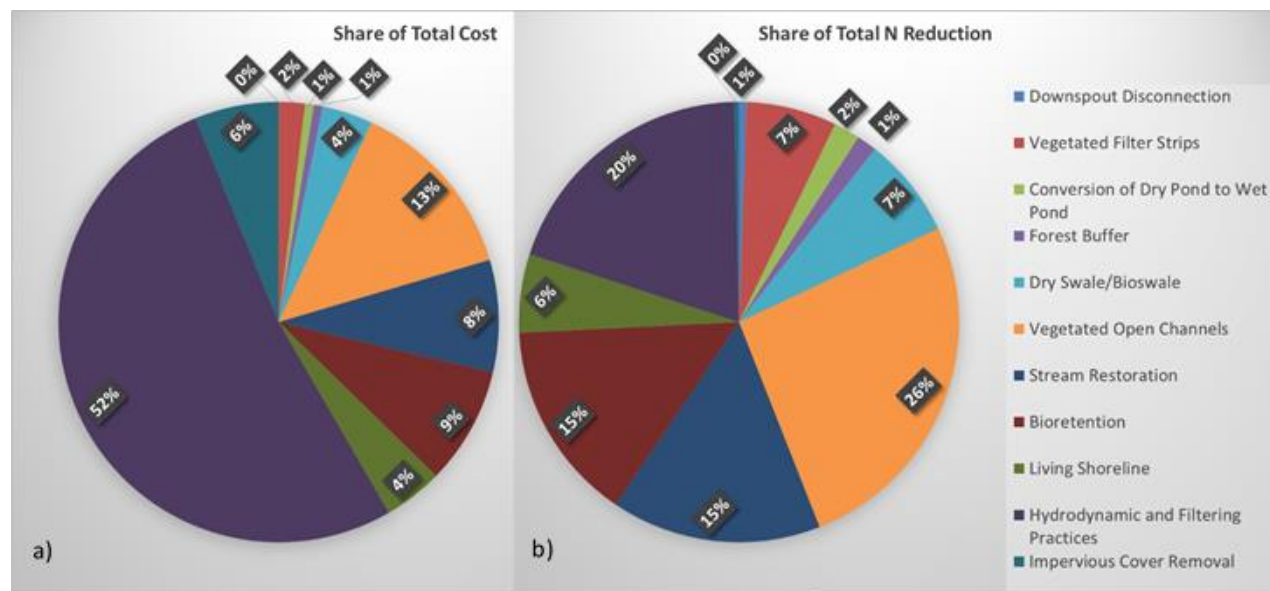 Share of Total Cost
0%
2%
1%
1%
4%
13%
8%
9%
4%
52%
6%
a)
Share of Total N Reduction
0%
1%
7%
2%
1%
7%
26%
15%
15%
6%
20%
b)
Downspout Disconnection
Vegetated Filter Strips
Conversion of Dry Pond to Wet
Pond
Forest Buffer
Dry Swale/Bioswale
Vegetated Open Channels
Stream Restoration
Bioretention
Living Shoreline
Hydrodynamic and Filtering
Practices
Impervious Cover Removal